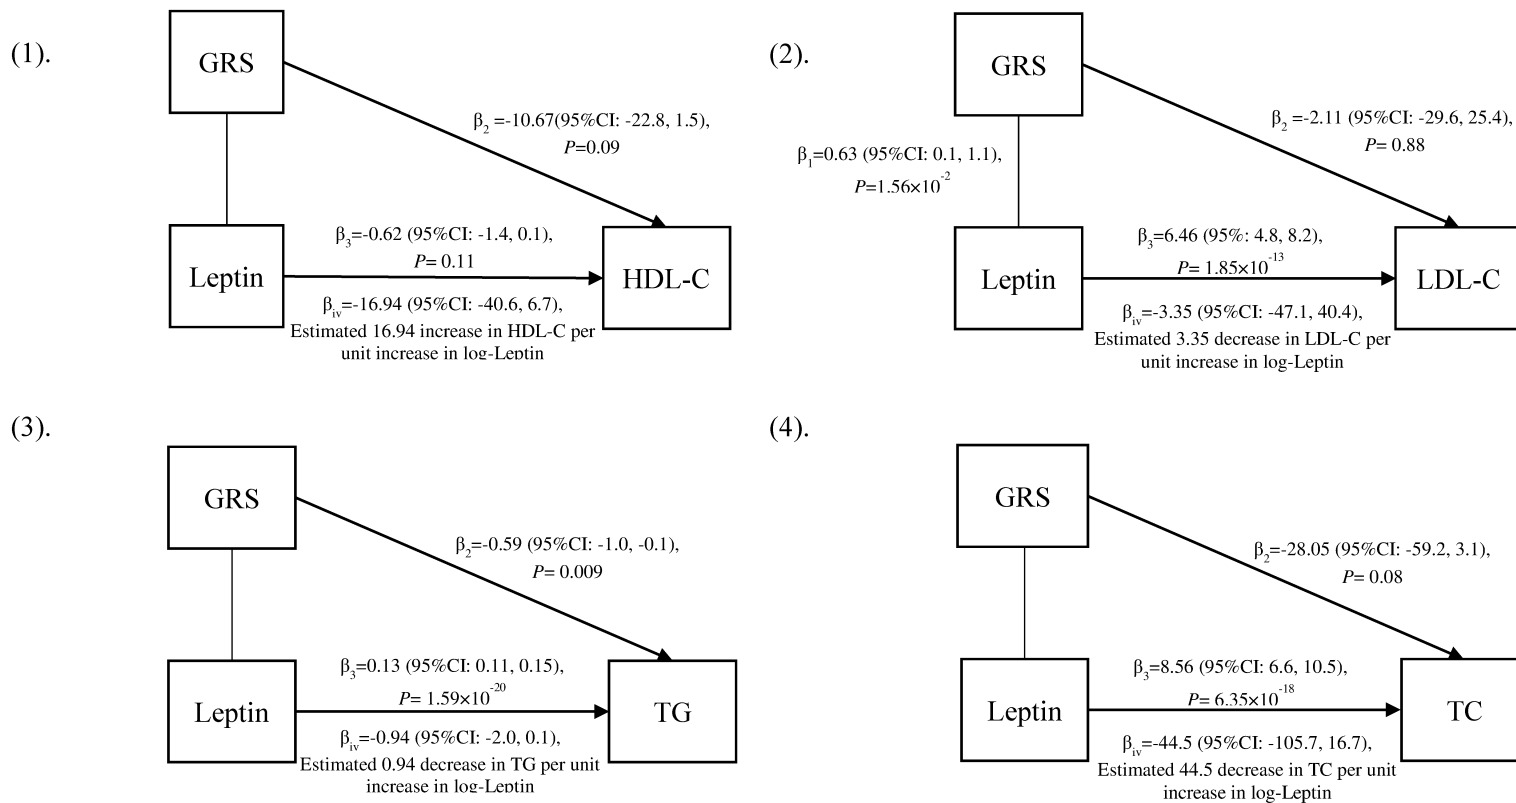 (1).
GRS
β2 =-10.67(95%CI: -22.8, 1.5),
P=0.09
β3=-0.62 (95%CI: -1.4, 0.1),
P= 0.11
Leptin
HDL-C
βiv=-16.94 (95%CI: -40.6, 6.7),
Estimated 16.94 increase in HDL-C per
unit increase in log-Leptin
(2).
GRS
β2 =-2.11 (95%CI: -29.6, 25.4),
P= 0.88
β1=0.63 (95%CI: 0.1, 1.1),
P=1.56×10-2
β3=6.46 (95%: 4.8, 8.2),
P= 1.85×10-13
Leptin
LDL-C
βiv=-3.35 (95%CI: -47.1, 40.4),
Estimated 3.35 decrease in LDL-C per
unit increase in log-Leptin
(3).
GRS
β2=-0.59 (95%CI: -1.0, -0.1),
P= 0.009
β3=0.13 (95%CI: 0.11, 0.15),
P= 1.59×10-20
Leptin
TG
βiv=-0.94 (95%CI: -2.0, 0.1),
Estimated 0.94 decrease in TG per unit
increase in log-Leptin
(4).
GRS
β2=-28.05 (95%CI: -59.2, 3.1),
P= 0.08
β3=8.56 (95%CI: 6.6, 10.5),
P= 6.35×10-18
Leptin
TC
βiv=-44.5 (95%CI: -105.7, 16.7),
Estimated 44.5 decrease in TC per unit
increase in log-Leptin